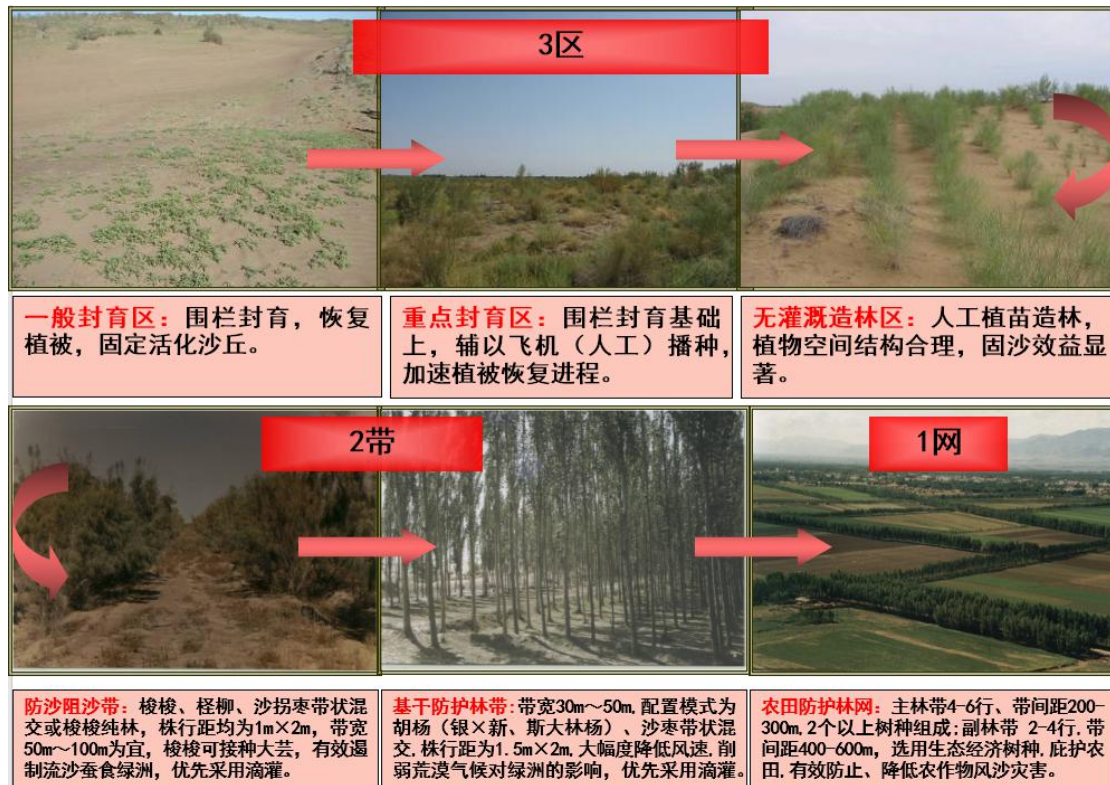 3区
一般封育区：围栏封育，恢复
植被，固定活化沙丘。
重点封育区：围栏封育基础
上，辅以飞机（人工）播种，
加速植被恢复进程。
无灌溉造林区：人工植苗造林，
植物空间结构合理，固沙效益显
著。
2带
1网
防沙阻沙带：梭梭、柽柳、沙拐枣带状混
交或梭梭纯林，株行距均为1m×2m，带宽
50m～100m为宜，梭梭可接种大芸，有效遏
制流沙蚕食绿洲，优先采用滴灌。
基干防护林带:带宽30m～50m,配置模式为
胡杨（银×新、斯大林杨）、沙枣带状混
交.株行距为1.5m×2m.大幅度降低风速.削
弱荒漠气候对绿洲的影响，优先采用滴灌。
农田防护林网：主林带4-6行、带间距200-
300m.2个以上树种组成;副林带 2-4行.带
间距400-600m，选用生态经济树种.庇护农
田.有效防止、降低农作物风沙灾害。